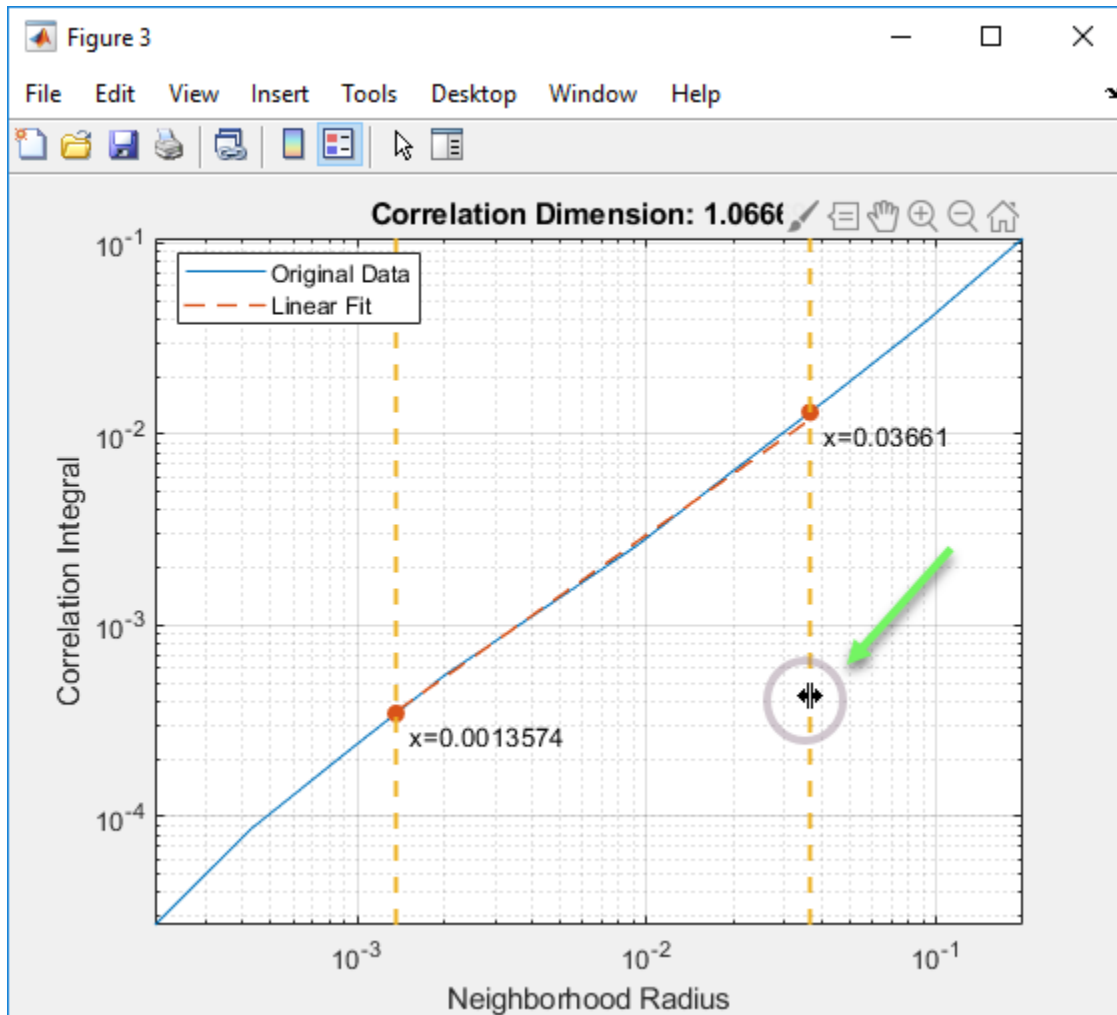 Figure 3
File Edit View Insert Tools Desktop Window Help
Correlation Dimension: 1.066
10^-1
Original Data
Linear Fit
10^-2
x=0.03661
Correlation Integral
10^-3
x=0.0013574
10^-4
10^-3 10^-2 10^-1
Neighborhood Radius